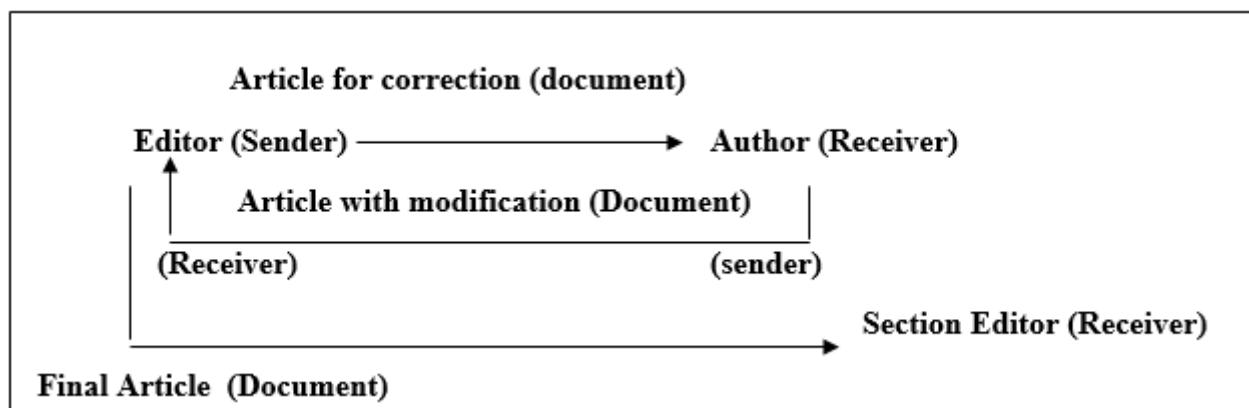 Article for correction (document)
Editor (Sender) Author (Receiver)
Article with modification (Document)
(Receiver) (sender)
Section Editor (Receiver)
Final Article (Document)